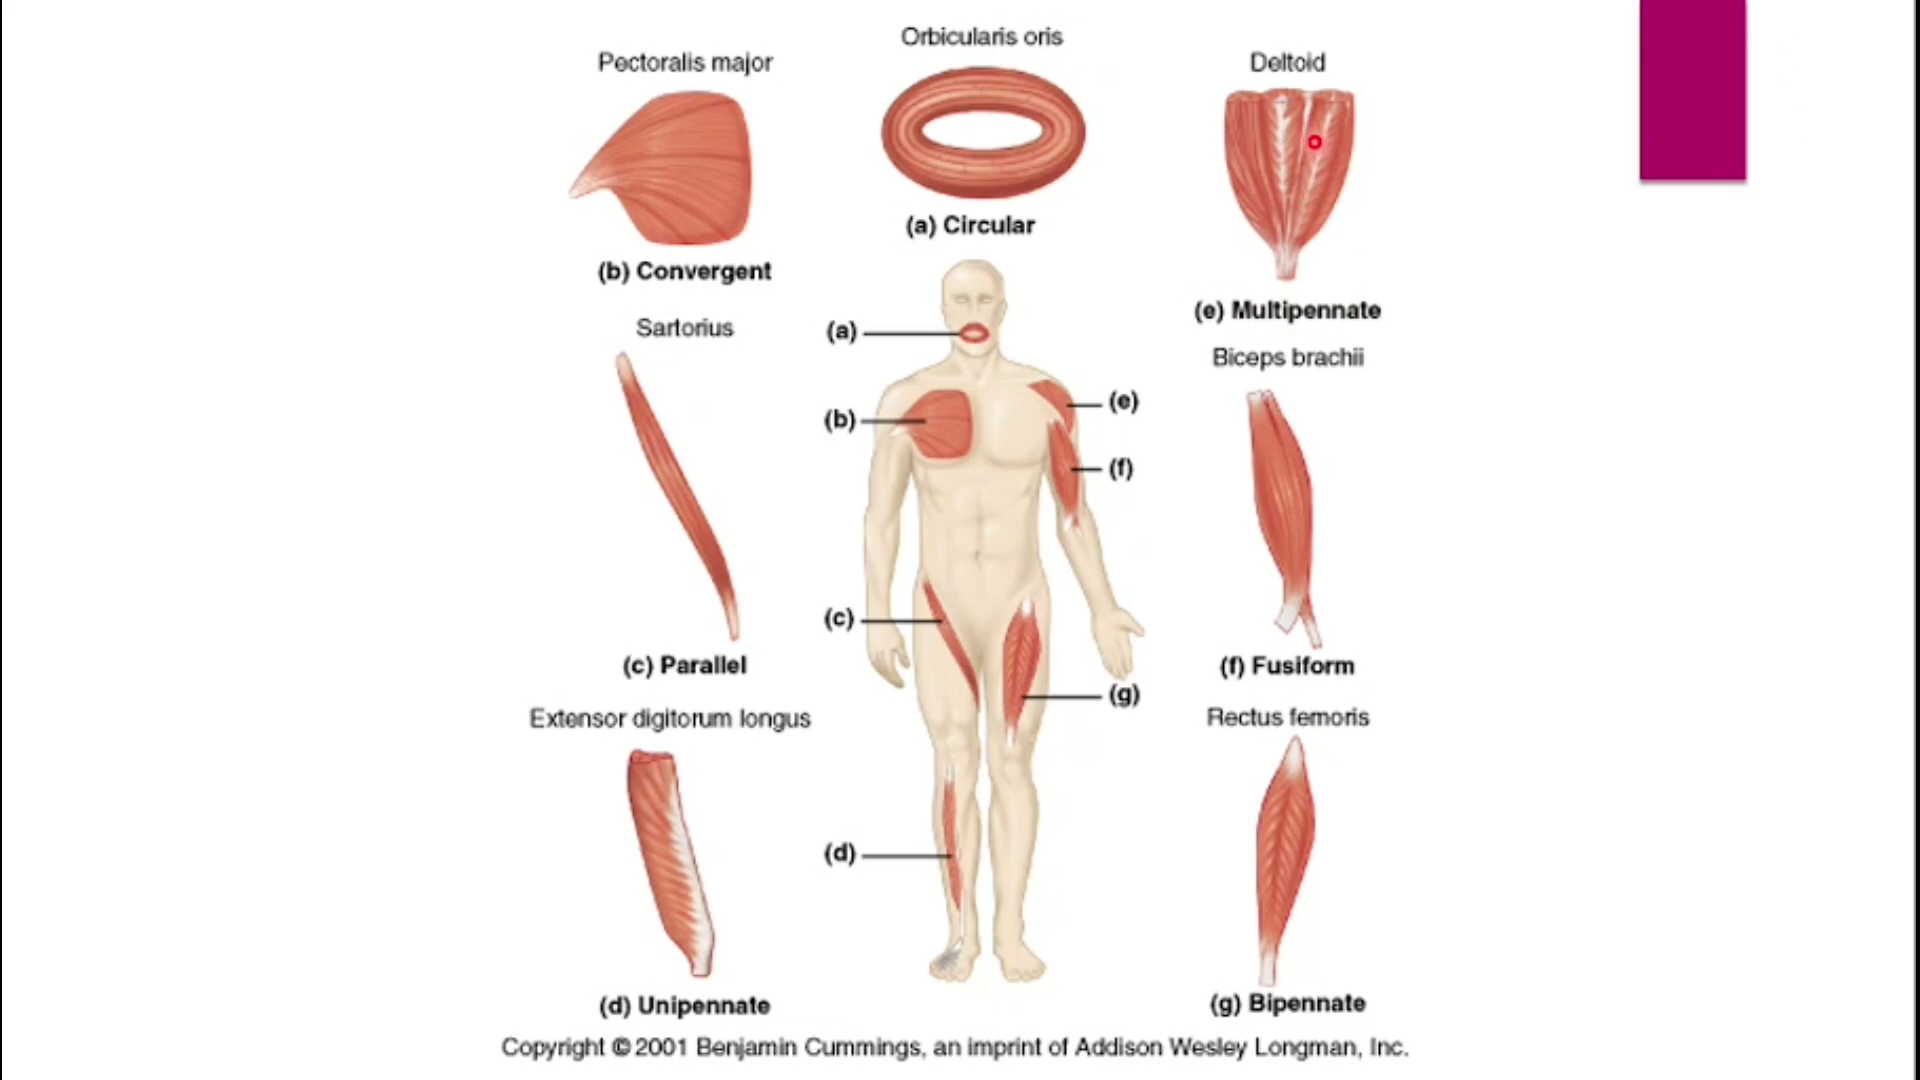 Orbicularis oris
Pectoralis major
Deltoid
(a) Circular
(b) Convergent
(e) Multipennate
Sartorius
(a)
Biceps brachii
(e)
(b)
(f)
(c)
(c) Parallel
(f) Fusiform
(g)
Extensor digitorum longus
Rectus femoris
(d)
(d) Unipennate
(g) Bipennate
Copyright © 2001 Benjamin Cummings, an imprint of Addison Wesley Longman, Inc.